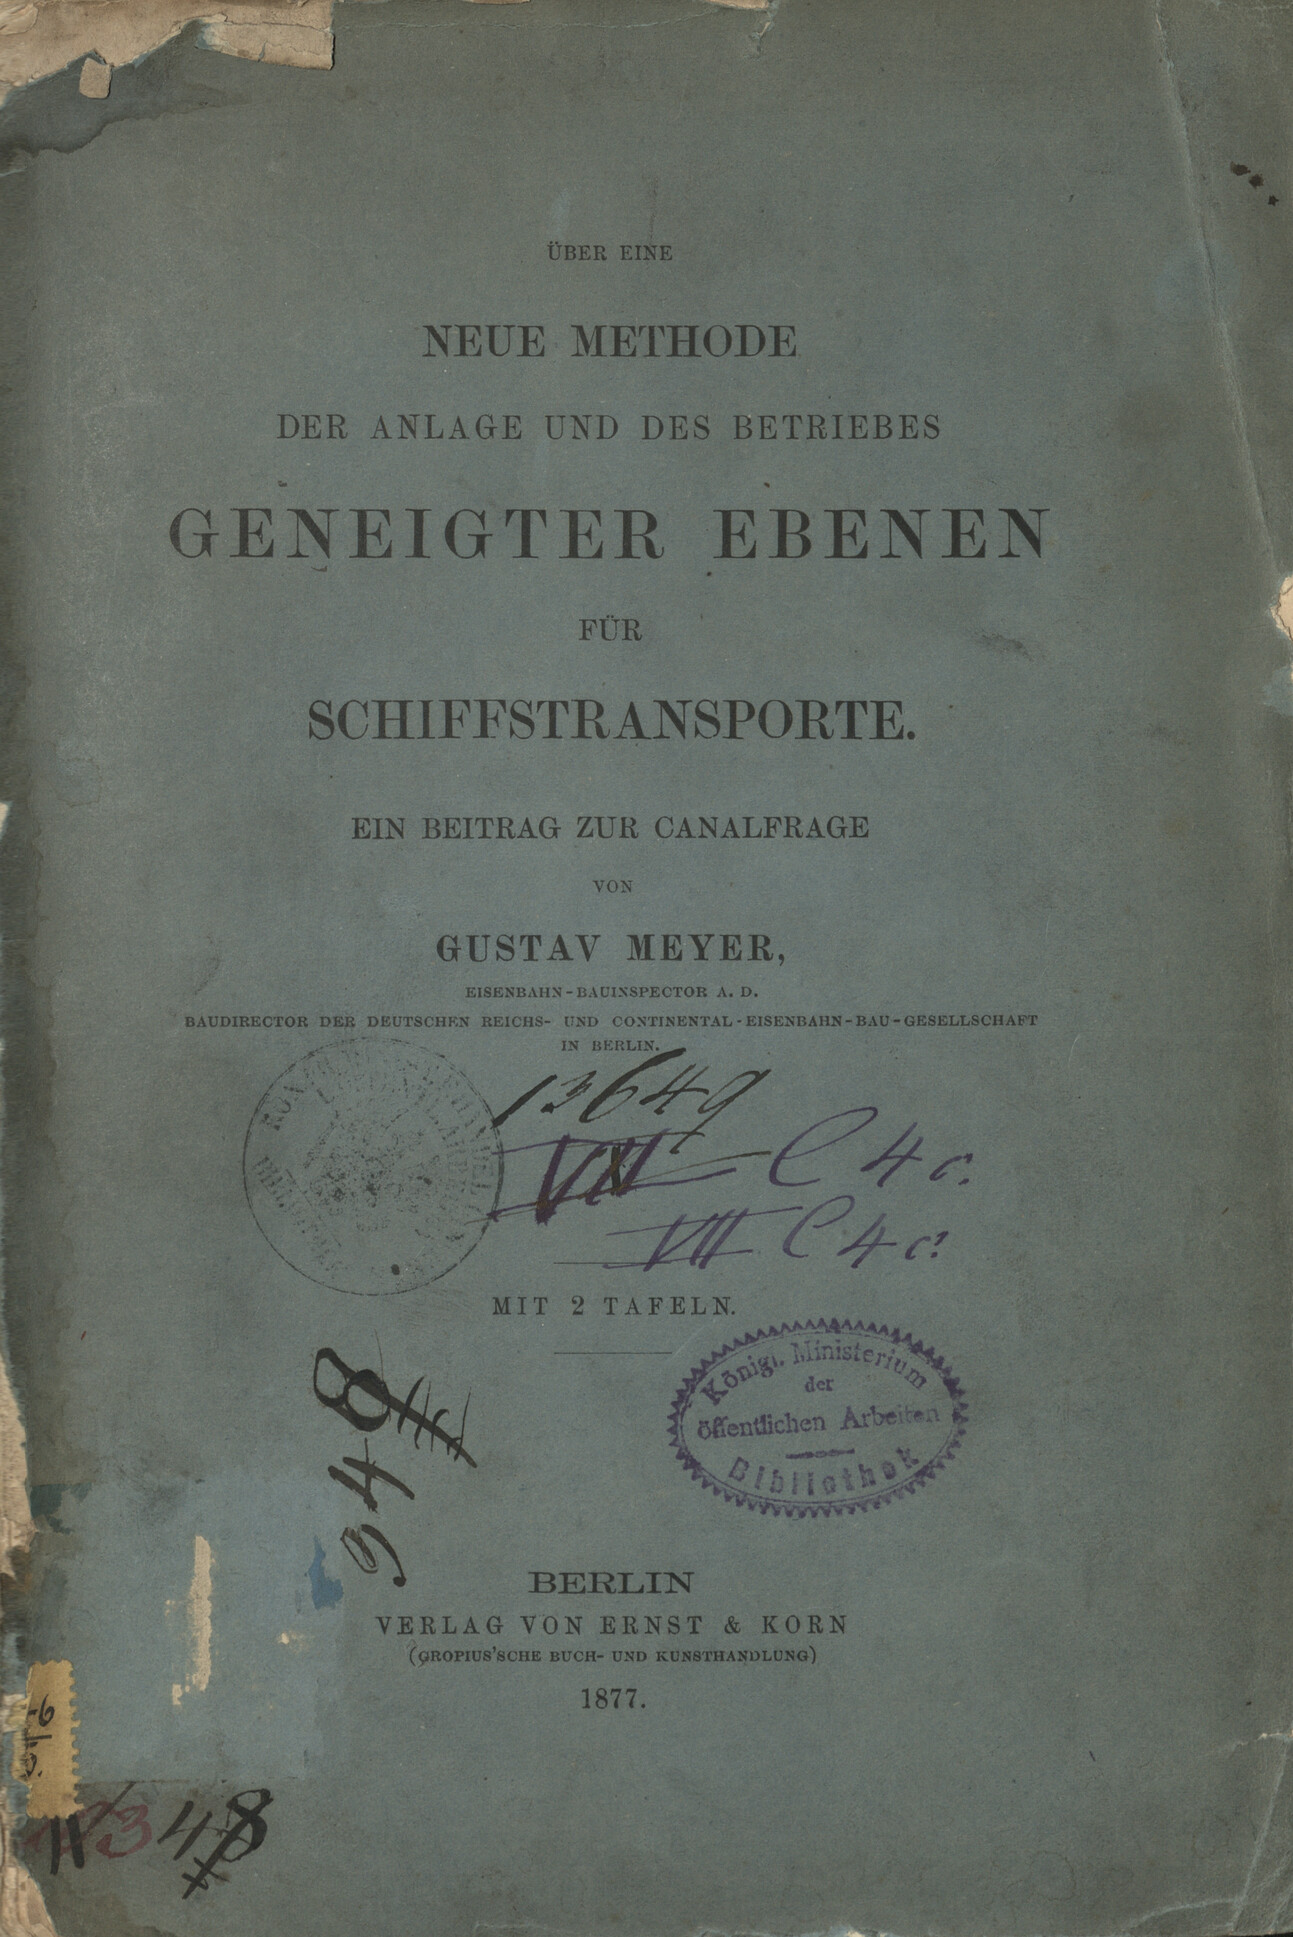 ÜBER EINE
NEUE METHODE
DER ANLAGE UND DES BETRIEBES
GENEIGTER EBENEN
FÜR
SCHIFFSTRANSPORTE.
EIN BEITRAG ZUR CANALFRAGE
VON
GUSTAV MEYER,
EISENBAHN-BAUINSPECTOR A. D.
BAUDIRECTOR DER DEUTSCHEN REICHS- UND CONTINENTAL-EISENBAHN-BAU-GESELLSCHAFT
IN BERLIN.
13649
VII C 4 c.
VII C 4 c.
MIT 2 TAFELN.
Königl. Ministerium
der
öffentlichen Arbeiten
Bibliothek
948
BERLIN
VERLAG VON ERNST & KORN
(GROPIUS'SCHE BUCH- UND KUNSTHANDLUNG)
1877.